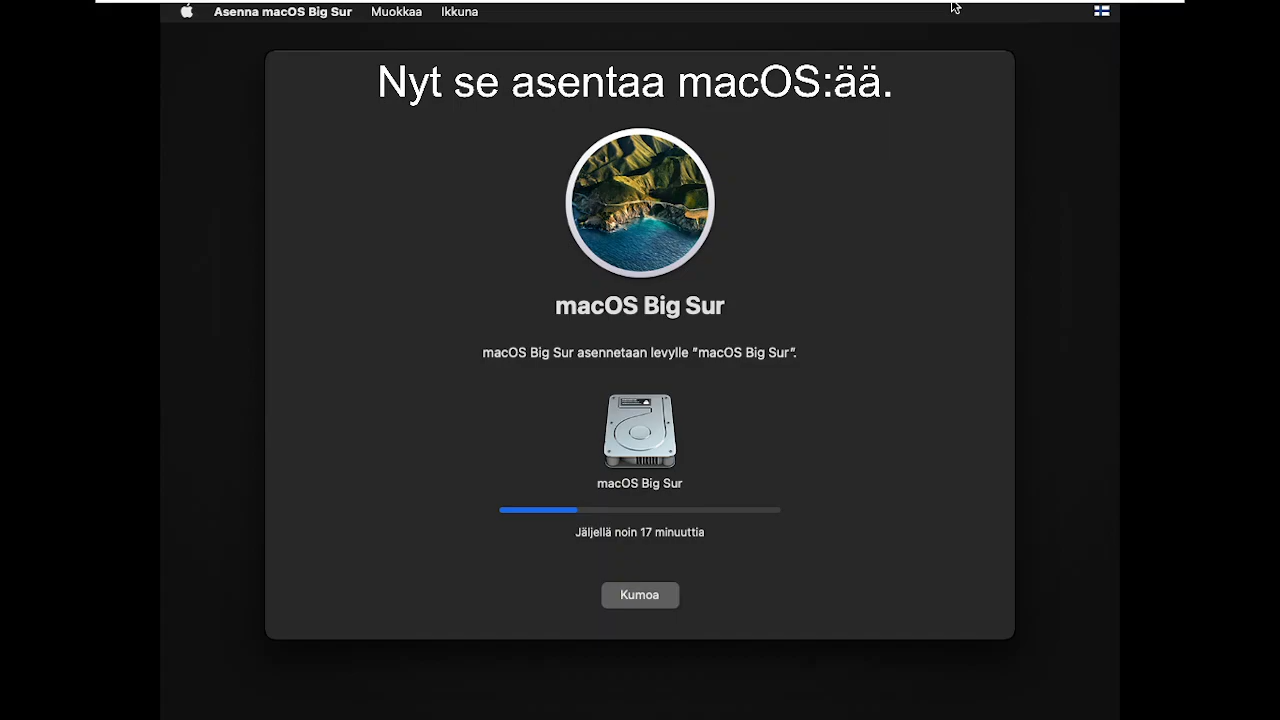 Asenna macOS Big Sur Muokkaa Ikkuna
Nyt se asentaa macOS:ää.
macOS Big Sur
macOS Big Sur asennetaan levylle ”macOS Big Sur”.
macOS Big Sur
Jäljellä noin 17 minuuttia
Kumoa